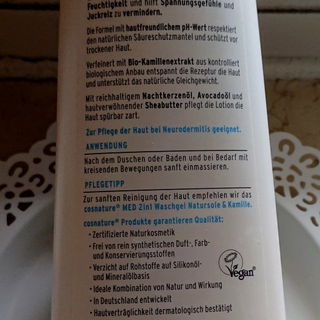 Feuchtigkeit und hilft Spannungsgefühle und
Juckreiz zu vermindern.
Die Formel mit hautfreundlichem pH-Wert respektiert
den natürlichen Säureschutzmantel und schützt vor
trockener Haut.
Verfeinert mit Bio-Kamillenextrakt aus kontrolliert
biologischem Anbau entspannt die Rezeptur die Haut
und unterstützt das natürliche Gleichgewicht.
Mit reichhaltigem Nachtkerzenöl, Avocadoöl und
hautverwöhnender Sheabutter pflegt die Lotion die
Haut spürbar zart.
Zur Pflege der Haut bei Neurodermitis geeignet.
ANWENDUNG
Nach dem Duschen oder Baden und bei Bedarf mit
kreisenden Bewegungen sanft einmassieren.
PFLEGETIPP
Zur sanften Reinigung der Haut empfehlen wir das
cosnature® MED 2in1 Waschgel Natursole & Kamille.
cosnature® Produkte garantieren Qualität:
• Zertifizierte Naturkosmetik
• Frei von rein synthetischen Duft-, Farb-
und Konservierungsstoffen
• Verzicht auf Rohstoffe auf Silikonöl-
und Mineralölbasis
• Ideale Kombination von Natur und Wirkung
• In Deutschland entwickelt
• Hautverträglichkeit dermatologisch bestätigt
Vegan